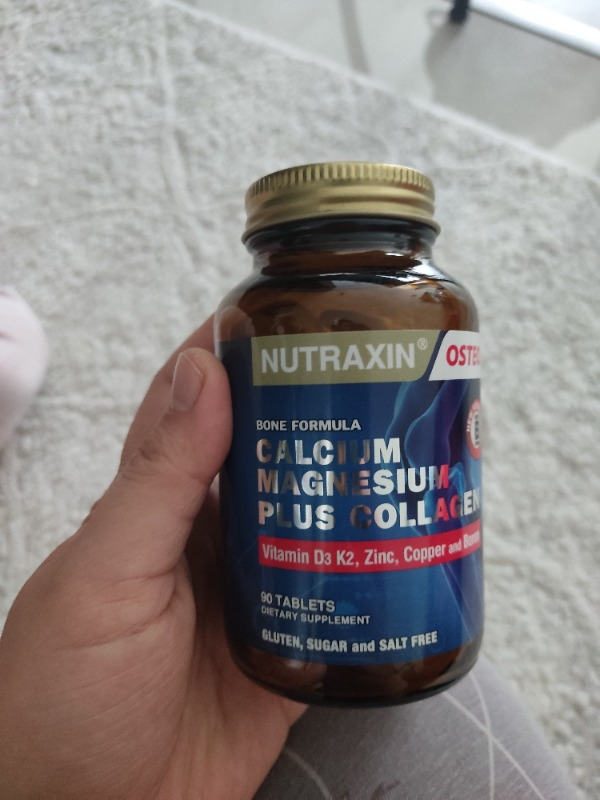 NUTRAXIN®
BONE FORMULA
CALCIUM
MAGNESIUM
PLUS COLLAGEN
Vitamin D3 K2, Zinc, Copper and Boron
90 TABLETS
DIETARY SUPPLEMENT
GLUTEN, SUGAR and SALT FREE